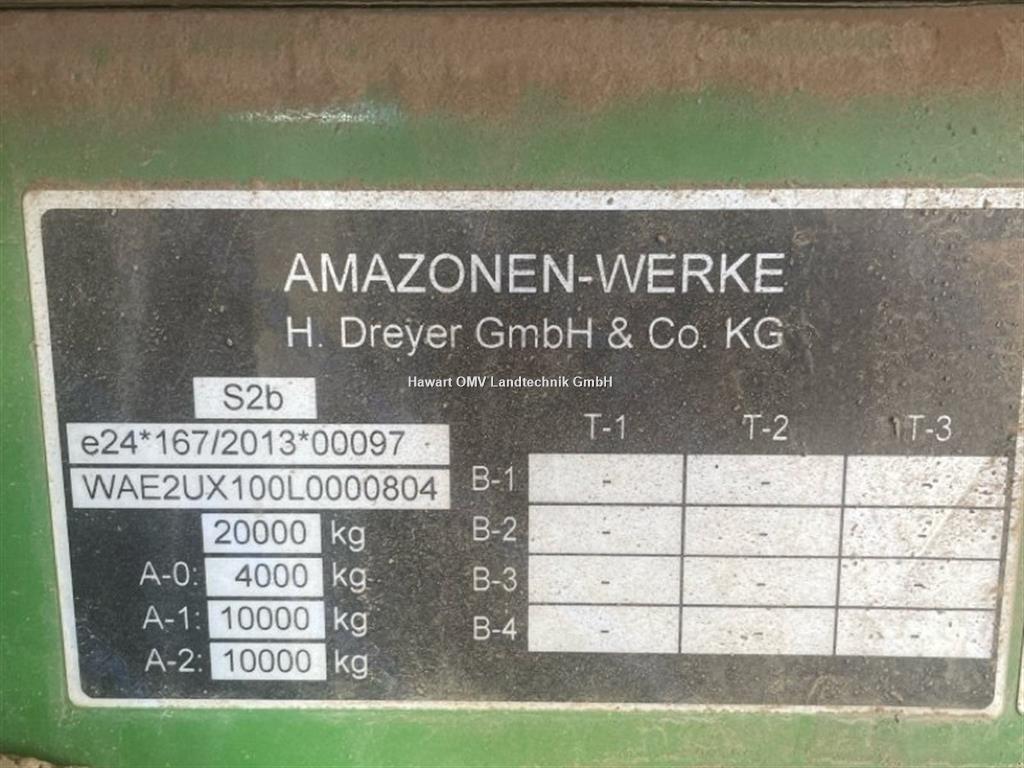 AMAZONEN-WERKE
H. Dreyer GmbH & Co. KG
Hawart OMV Landtechnik GmbH
S2b
e24*167/2013*00097
WAE2UX100L0000804
20000 kg
A-0: 4000 kg
A-1: 10000 kg
A-2: 10000 kg
T-1 T-2 T-3
B-1 - - -
B-2 - - -
B-3 - - -
B-4 - - -